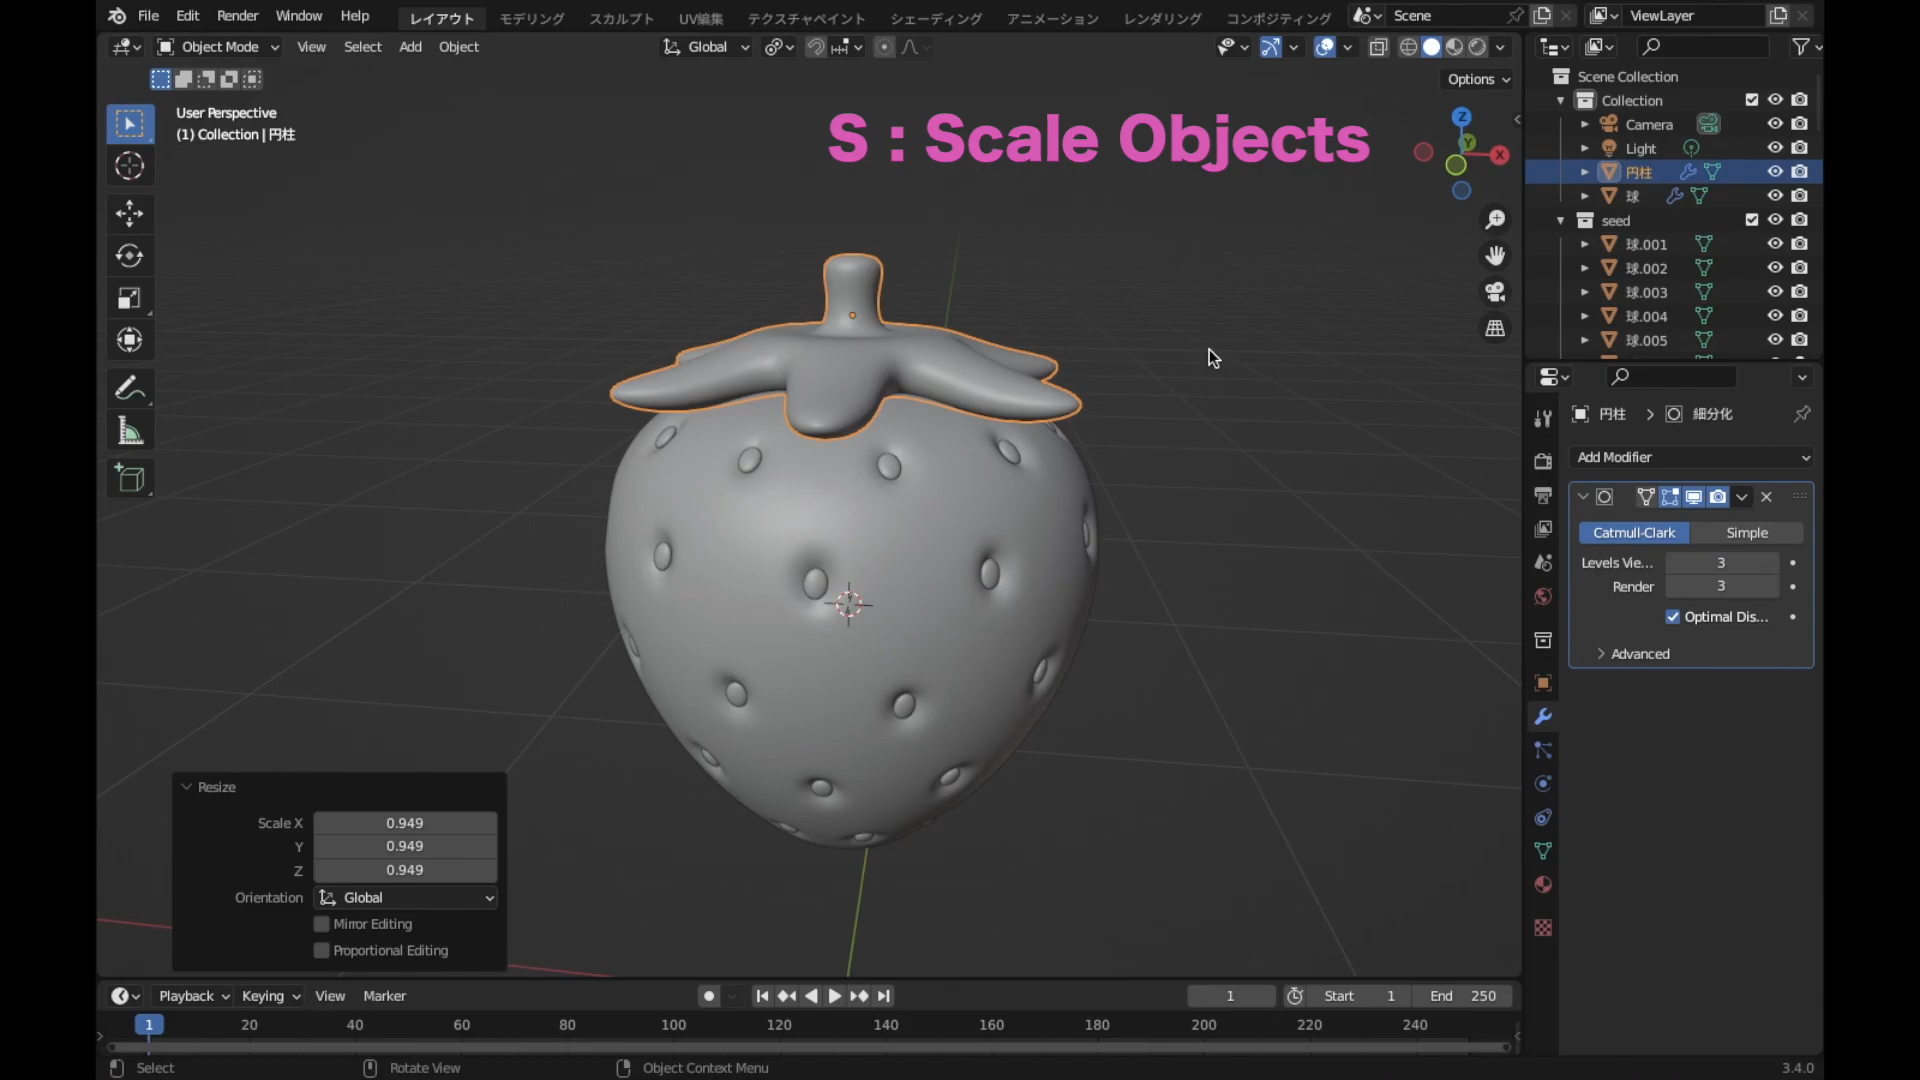 File Edit Render Window Help レイアウト モデリング スカルプト UV編集 テクスチャペイント シェーディング アニメーション レンダリング コンポジティング Scene ViewLayer
Object Mode View Select Add Object Global
Options
User Perspective
(1) Collection | 円柱
S : Scale Objects
Z
Y
X
Scene Collection
Collection
Camera
Light
円柱
球
seed
球.001
球.002
球.003
球.004
球.005
円柱 > 細分化
Add Modifier
Catmull-Clark Simple
Levels Vie... 3
Render 3
Optimal Dis...
Advanced
Resize
Scale X 0.949
Y 0.949
Z 0.949
Orientation Global
Mirror Editing
Proportional Editing
Playback Keying View Marker 1 Start 1 End 250
1 20 40 60 80 100 120 140 160 180 200 220 240
Select Rotate View Object Context Menu 3.4.0